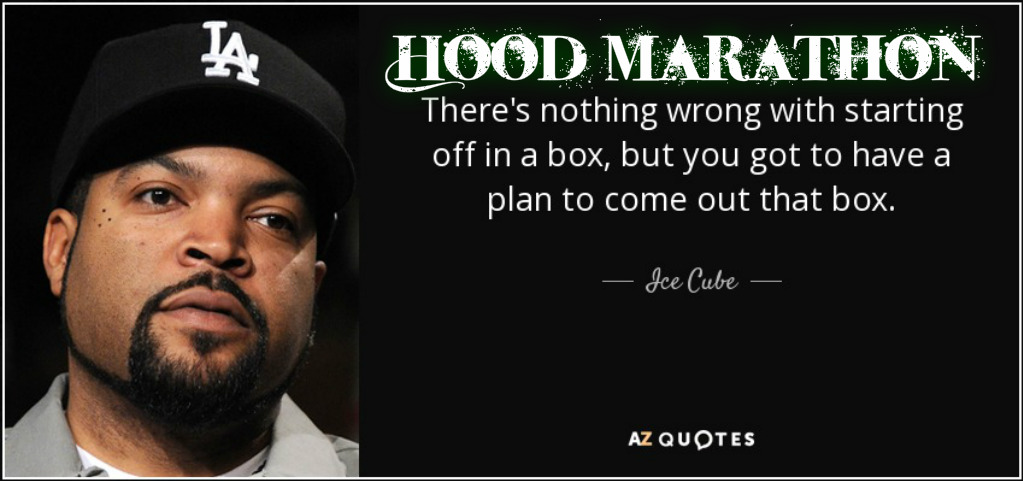 LA
HOOD MARATHON
There's nothing wrong with starting
off in a box, but you got to have a
plan to come out that box.
Ice Cube
AZ QUOTES